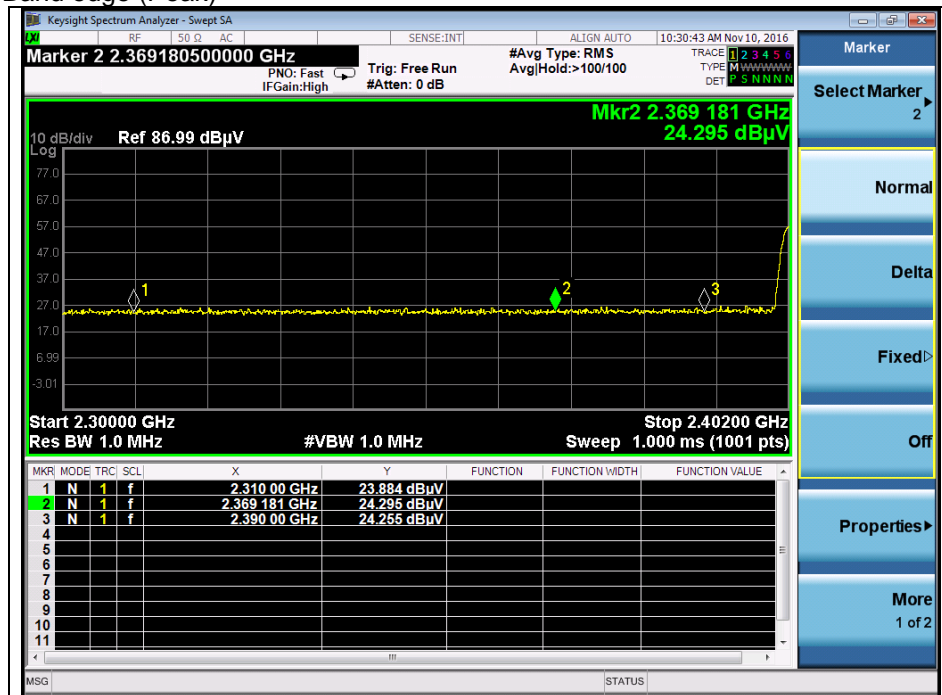 Band edge (Peak)
Keysight Spectrum Analyzer - Swept SA
LXI RF 50 Ω AC SENSE:INT ALIGN AUTO 10:30:43 AM Nov 10, 2016
Marker 2 2.369180500000 GHz
PNO: Fast
IFGain:High
Trig: Free Run
#Atten: 0 dB
#Avg Type: RMS
Avg|Hold:>100/100
TRACE 1 2 3 4 5 6
TYPE M W W W W W
DET P S N N N N
Mkr2 2.369 181 GHz
24.295 dBµV
10 dB/div Ref 86.99 dBµV
Log
77.0
67.0
57.0
47.0
37.0
27.0
17.0
6.99
-3.01
1
2
3
Start 2.30000 GHz Stop 2.40200 GHz
Res BW 1.0 MHz #VBW 1.0 MHz Sweep 1.000 ms (1001 pts)
MKR MODE TRC SCL X Y FUNCTION FUNCTION WIDTH FUNCTION VALUE
1 N 1 f 2.310 00 GHz 23.884 dBµV
2 N 1 f 2.369 181 GHz 24.295 dBµV
3 N 1 f 2.390 00 GHz 24.255 dBµV
4
5
6
7
8
9
10
11
MSG STATUS
Marker
Select Marker
2
Normal
Delta
Fixed
Off
Properties
More
1 of 2